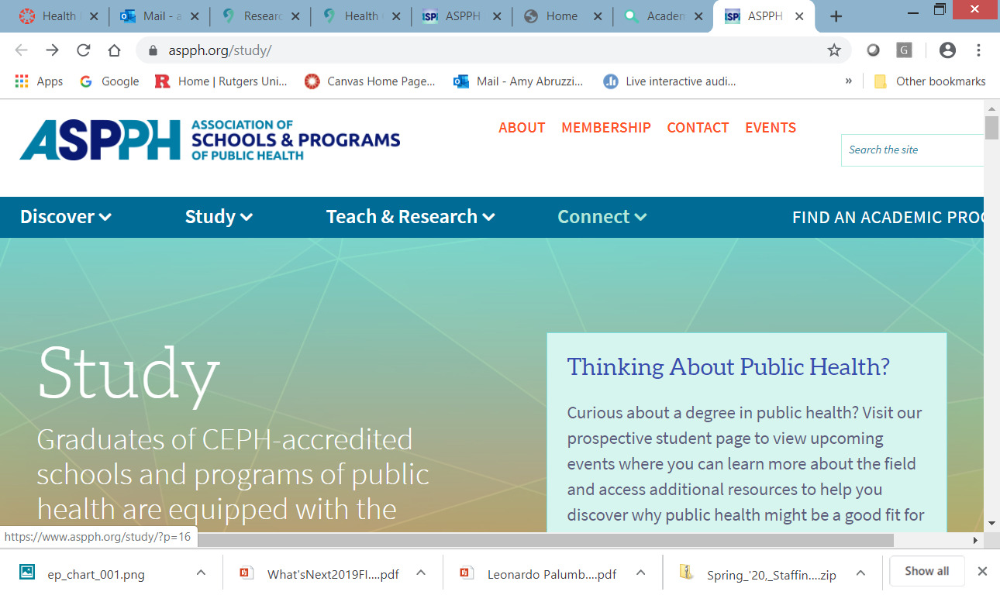 Health
Mail - a
Researc
Health
ASPPH
Home
Academ
ASPPH
aspph.org/study/
G
Apps
Google
Home | Rutgers Uni...
Canvas Home Page...
Mail - Amy Abruzzi...
Live interactive audi...
»
Other bookmarks
ASPPH
ASSOCIATION OF
SCHOOLS & PROGRAMS
OF PUBLIC HEALTH
ABOUT MEMBERSHIP CONTACT EVENTS
Search the site
Discover Study Teach & Research Connect FIND AN ACADEMIC PROG
Study
Graduates of CEPH-accredited
schools and programs of public
health are equipped with the
Thinking About Public Health?
Curious about a degree in public health? Visit our
prospective student page to view upcoming
events where you can learn more about the field
and access additional resources to help you
discover why public health might be a good fit for
https://www.aspph.org/study/?p=16
ep_chart_001.png
What'sNext2019FI....pdf
Leonardo Palumb....pdf
Spring_'20,_Staffin....zip
Show all